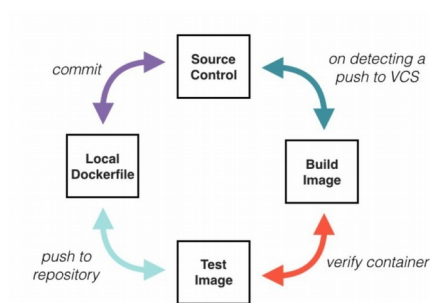 Source
Control
commit
on detecting a
push to VCS
Local
Dockerfile
Build
Image
push to
repository
Test
Image
verify container